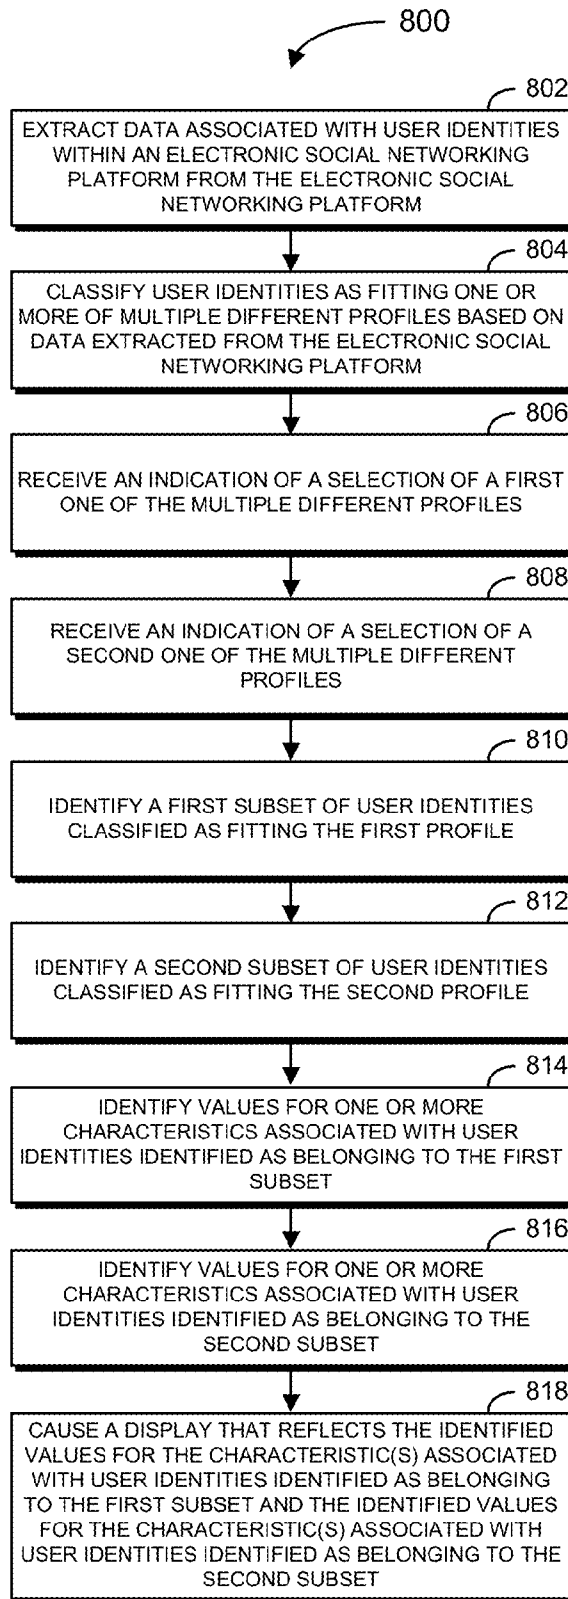 800
802
EXTRACT DATA ASSOCIATED WITH USER IDENTITIES
WITHIN AN ELECTRONIC SOCIAL NETWORKING
PLATFORM FROM THE ELECTRONIC SOCIAL
NETWORKING PLATFORM
804
CLASSIFY USER IDENTITIES AS FITTING ONE OR
MORE OF MULTIPLE DIFFERENT PROFILES BASED ON
DATA EXTRACTED FROM THE ELECTRONIC SOCIAL
NETWORKING PLATFORM
806
RECEIVE AN INDICATION OF A SELECTION OF A FIRST
ONE OF THE MULTIPLE DIFFERENT PROFILES
808
RECEIVE AN INDICATION OF A SELECTION OF A
SECOND ONE OF THE MULTIPLE DIFFERENT
PROFILES
810
IDENTIFY A FIRST SUBSET OF USER IDENTITIES
CLASSIFIED AS FITTING THE FIRST PROFILE
812
IDENTIFY A SECOND SUBSET OF USER IDENTITIES
CLASSIFIED AS FITTING THE SECOND PROFILE
814
IDENTIFY VALUES FOR ONE OR MORE
CHARACTERISTICS ASSOCIATED WITH USER
IDENTITIES IDENTIFIED AS BELONGING TO THE FIRST
SUBSET
816
IDENTIFY VALUES FOR ONE OR MORE
CHARACTERISTICS ASSOCIATED WITH USER
IDENTITIES IDENTIFIED AS BELONGING TO THE
SECOND SUBSET
818
CAUSE A DISPLAY THAT REFLECTS THE IDENTIFIED
VALUES FOR THE CHARACTERISTIC(S) ASSOCIATED
WITH USER IDENTITIES IDENTIFIED AS BELONGING
TO THE FIRST SUBSET AND THE IDENTIFIED VALUES
FOR THE CHARACTERISTIC(S) ASSOCIATED WITH
USER IDENTITIES IDENTIFIED AS BELONGING TO THE
SECOND SUBSET